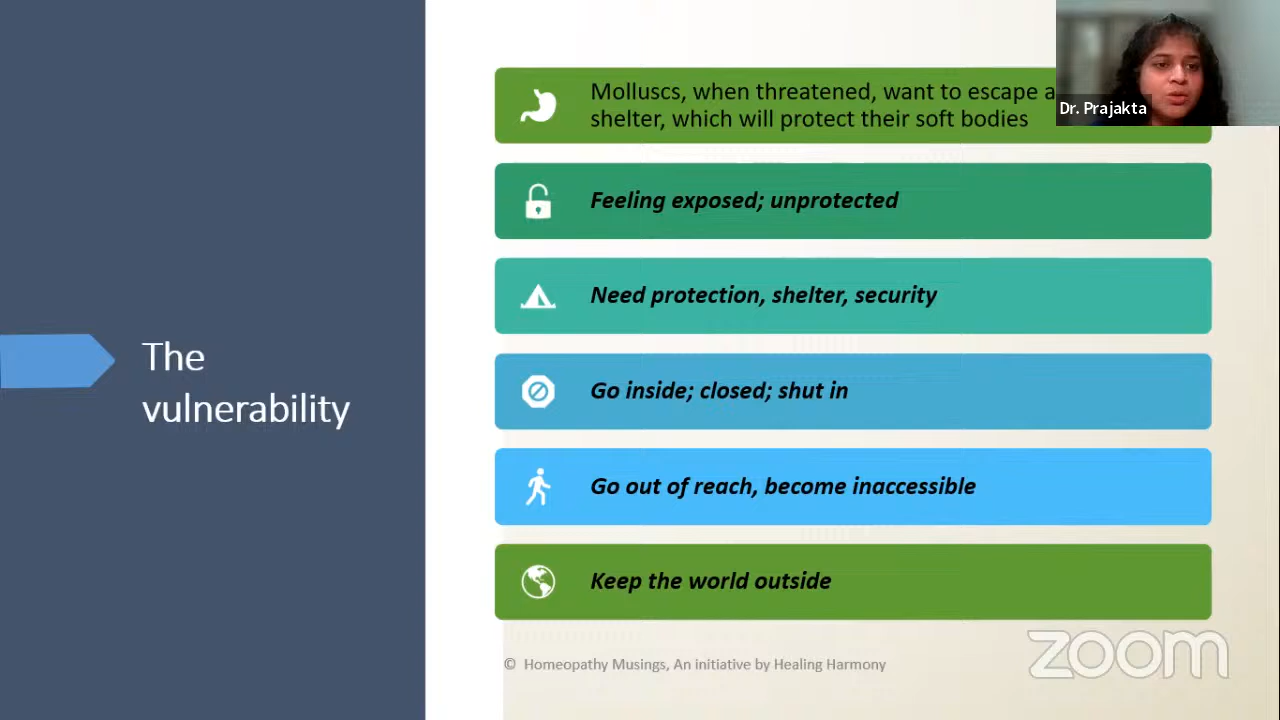 The
vulnerability
Molluscs, when threatened, want to escape a
shelter, which will protect their soft bodies
Feeling exposed; unprotected
Need protection, shelter, security
Go inside; closed; shut in
Go out of reach, become inaccessible
Keep the world outside
© Homeopathy Musings, An initiative by Healing Harmony
Dr. Prajakta
zoom